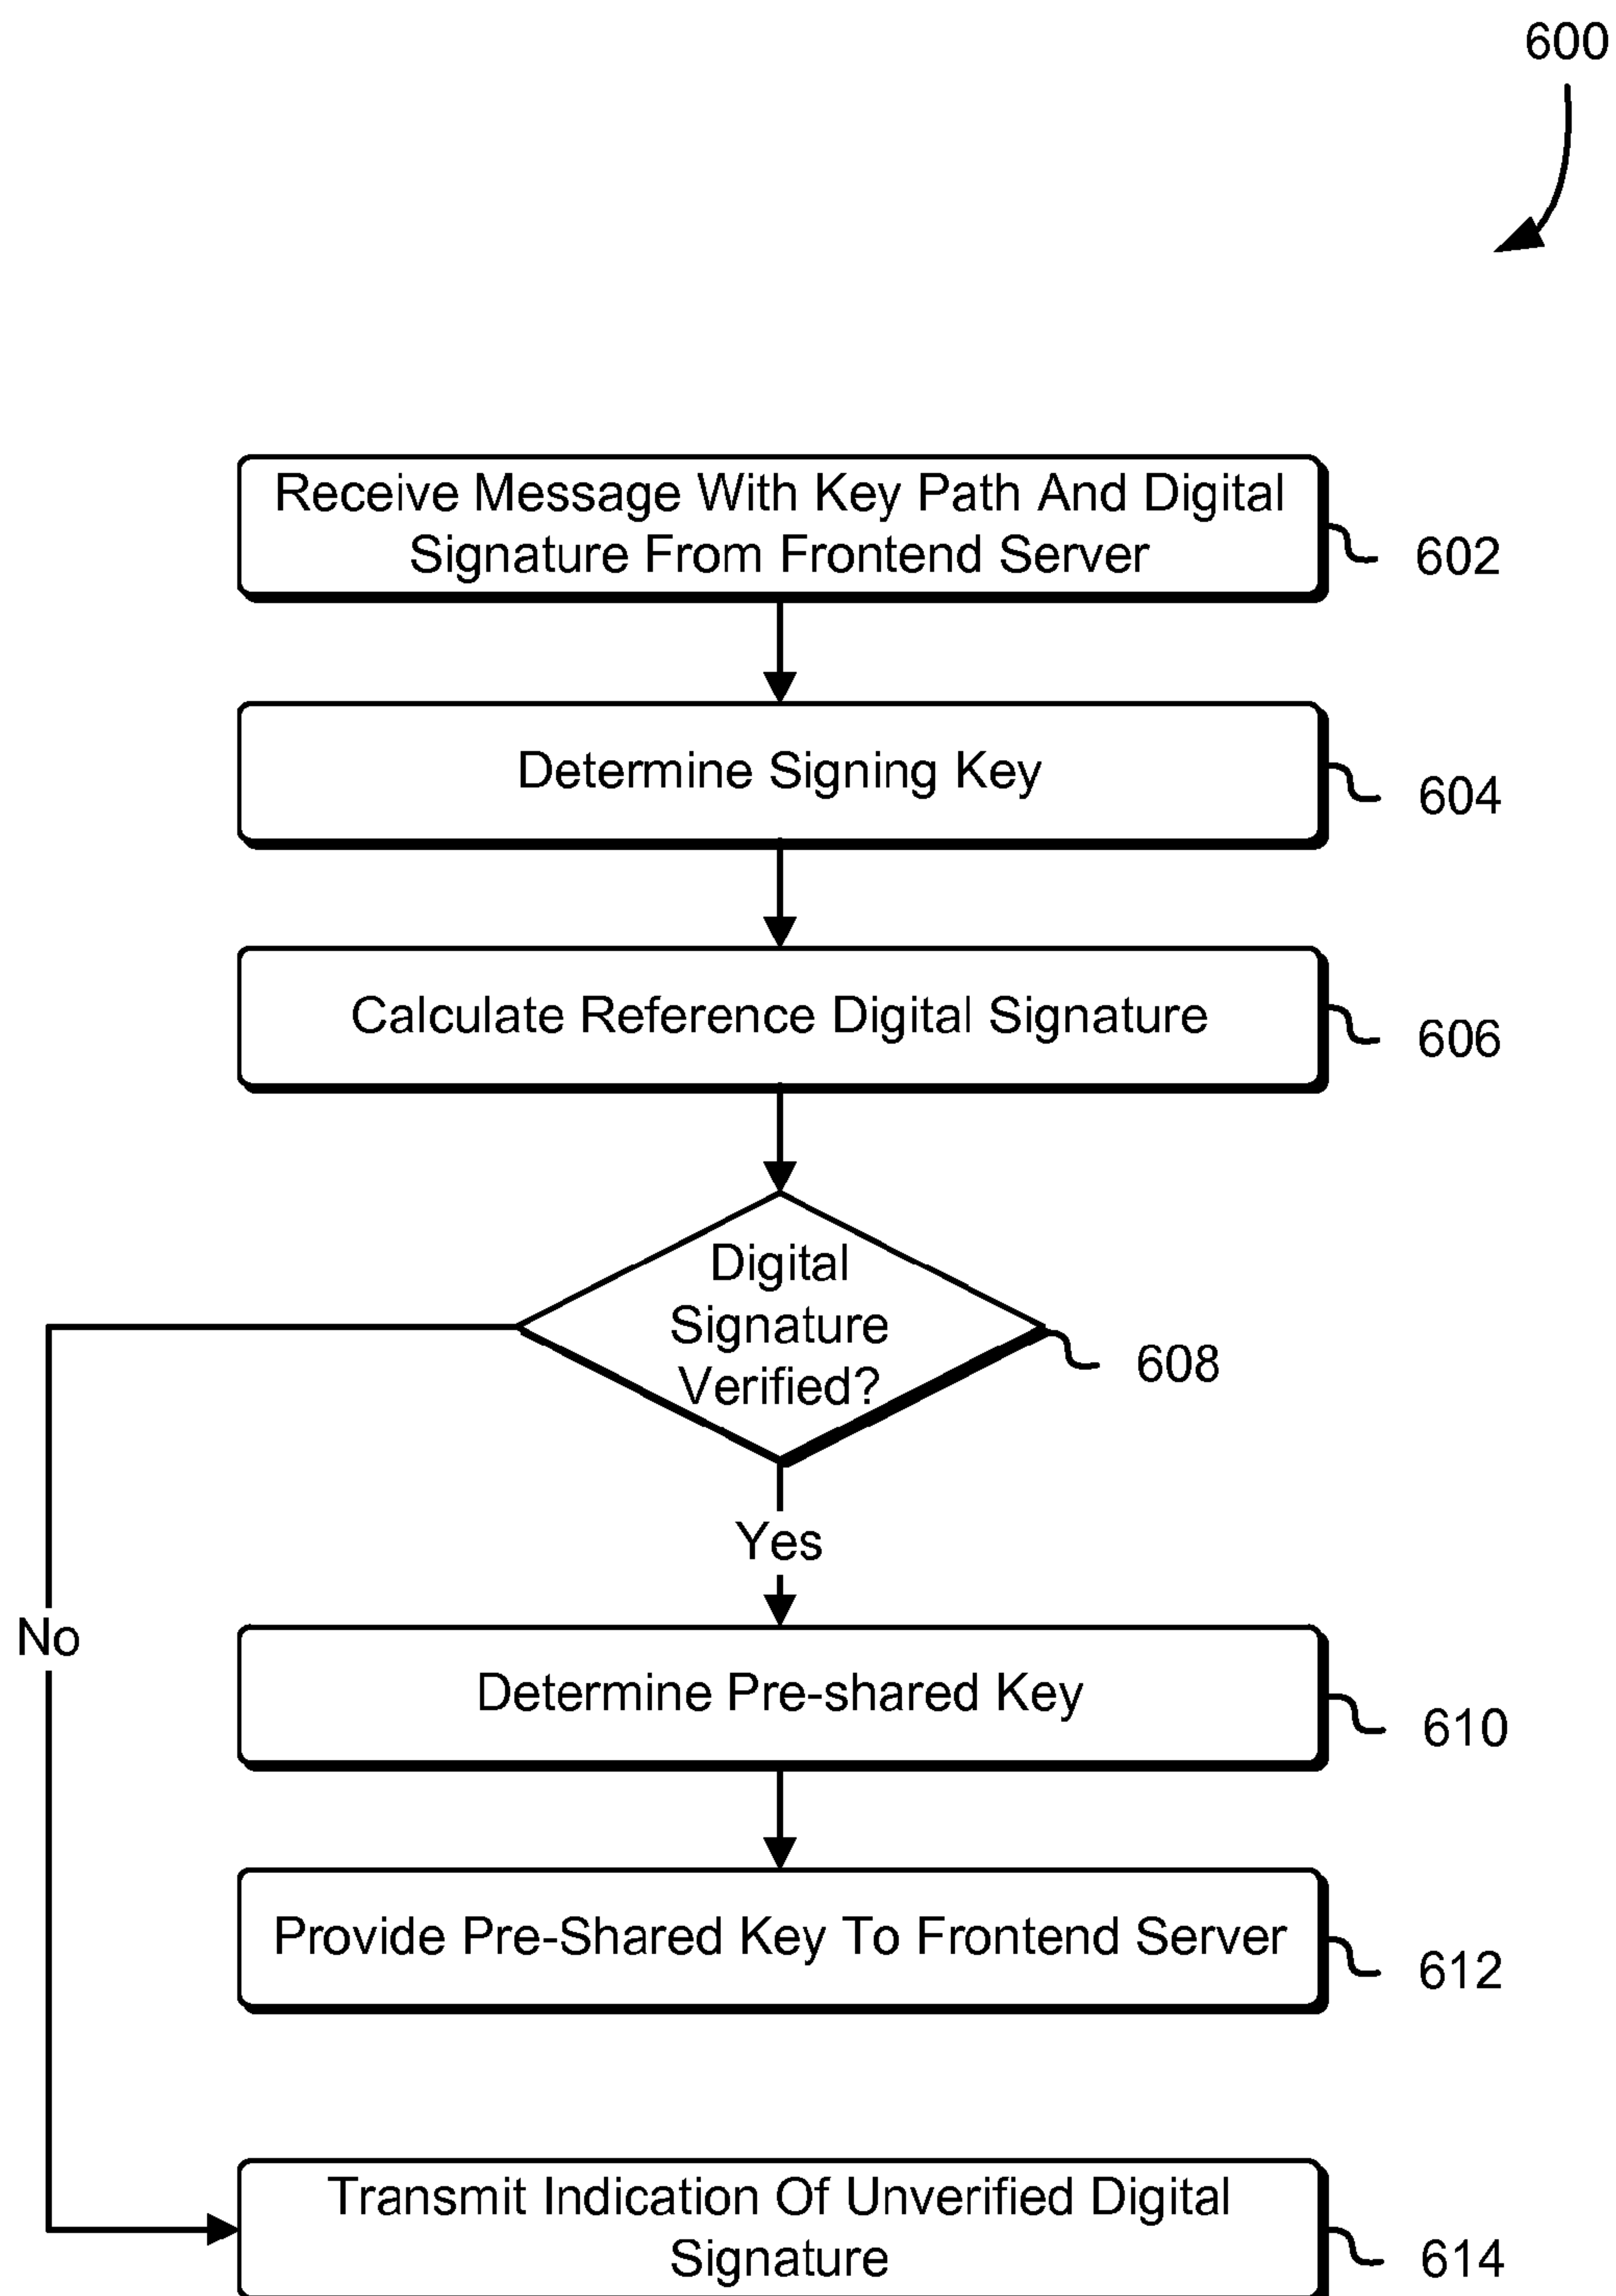 600
Receive Message With Key Path And Digital
Signature From Frontend Server
602
Determine Signing Key
604
Calculate Reference Digital Signature
606
Digital
Signature
Verified?
608
Yes
No
Determine Pre-shared Key
610
Provide Pre-Shared Key To Frontend Server
612
Transmit Indication Of Unverified Digital
Signature
614